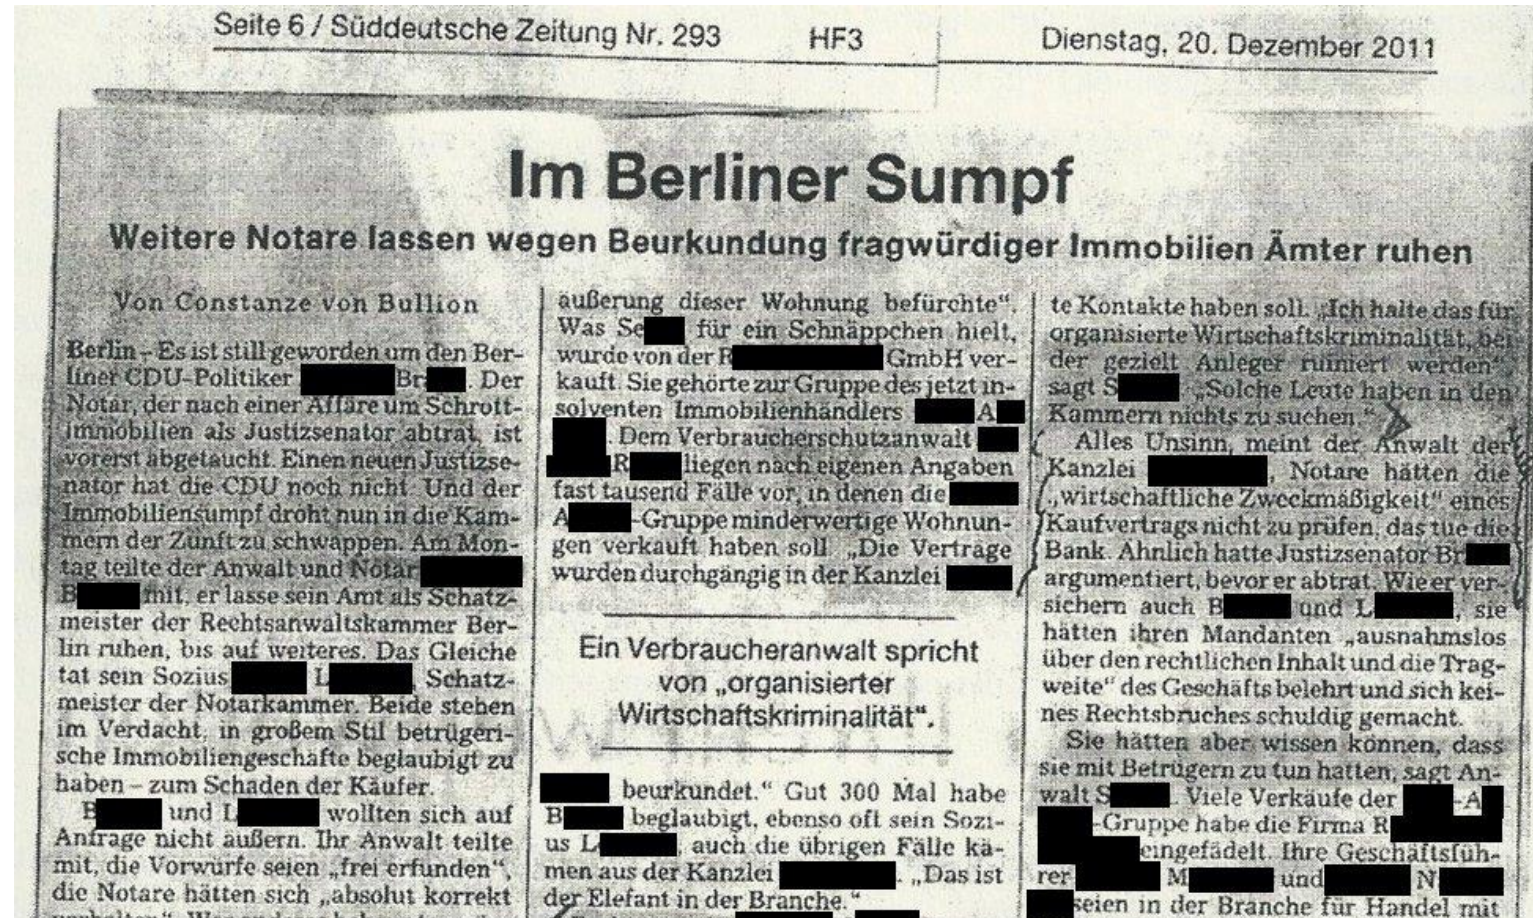 Seite 6 / Süddeutsche Zeitung Nr. 293 HF3 Dienstag, 20. Dezember 2011
Im Berliner Sumpf
Weitere Notare lassen wegen Beurkundung fragwürdiger Immobilien Ämter ruhen
Von Constanze von Bullion
Berlin – Es ist still geworden um den Ber-
liner CDU-Politiker Br . Der
Notar, der nach einer Affäre um Schrott-
immobilien als Justizsenator abtrat, ist
vorerst abgetaucht. Einen neuen Justizse-
nator hat die CDU noch nicht. Und der
Immobiliensumpf droht nun in die Kam-
mern der Zunft zu schwappen. Am Mon-
tag teilte der Anwalt und Notar
B mit, er lasse sein Amt als Schatz-
meister der Rechtsanwaltskammer Ber-
lin ruhen, bis auf weiteres. Das Gleiche
tat sein Sozius L , Schatz-
meister der Notarkammer. Beide stehen
im Verdacht, in großem Stil betrügeri-
sche Immobiliengeschäfte beglaubigt zu
haben – zum Schaden der Käufer.
B und L wollten sich auf
Anfrage nicht äußern. Ihr Anwalt teilte
mit, die Vorwürfe seien „frei erfunden“,
die Notare hätten sich „absolut korrekt
äußerung dieser Wohnung befürchte“.
Was Se für ein Schnäppchen hielt,
wurde von der R GmbH ver-
kauft. Sie gehörte zur Gruppe des jetzt in-
solventen Immobilienhändlers A
. Dem Verbraucherschutzanwalt
R liegen nach eigenen Angaben
fast tausend Fälle vor, in denen die
A -Gruppe minderwertige Wohnun-
gen verkauft haben soll. „Die Verträge
wurden durchgängig in der Kanzlei
Ein Verbraucheranwalt spricht
von „organisierter
Wirtschaftskriminalität“.
beurkundet.“ Gut 300 Mal habe
B beglaubigt, ebenso oft sein Sozi-
us L , auch die übrigen Fälle kä-
men aus der Kanzlei . „Das ist
der Elefant in der Branche.“
te Kontakte haben soll. „Ich halte das für
organisierte Wirtschaftskriminalität, bei
der gezielt Anleger ruiniert werden“,
sagt S . „Solche Leute haben in den
Kammern nichts zu suchen.“
Alles Unsinn, meint der Anwalt der
Kanzlei , Notare hätten die
„wirtschaftliche Zweckmäßigkeit“ eines
Kaufvertrags nicht zu prüfen, das tue die
Bank. Ähnlich hatte Justizsenator Br
argumentiert, bevor er abtrat. Wie er ver-
sichern auch B und L , sie
hätten ihren Mandanten „ausnahmslos
über den rechtlichen Inhalt und die Trag-
weite“ des Geschäfts belehrt und sich kei-
nes Rechtsbruches schuldig gemacht.
Sie hätten aber wissen können, dass
sie mit Betrügern zu tun hatten, sagt An-
walt S . Viele Verkäufe der -A
-Gruppe habe die Firma R
eingefädelt. Ihre Geschäftsfüh-
rer M und N
seien in der Branche für Handel mit